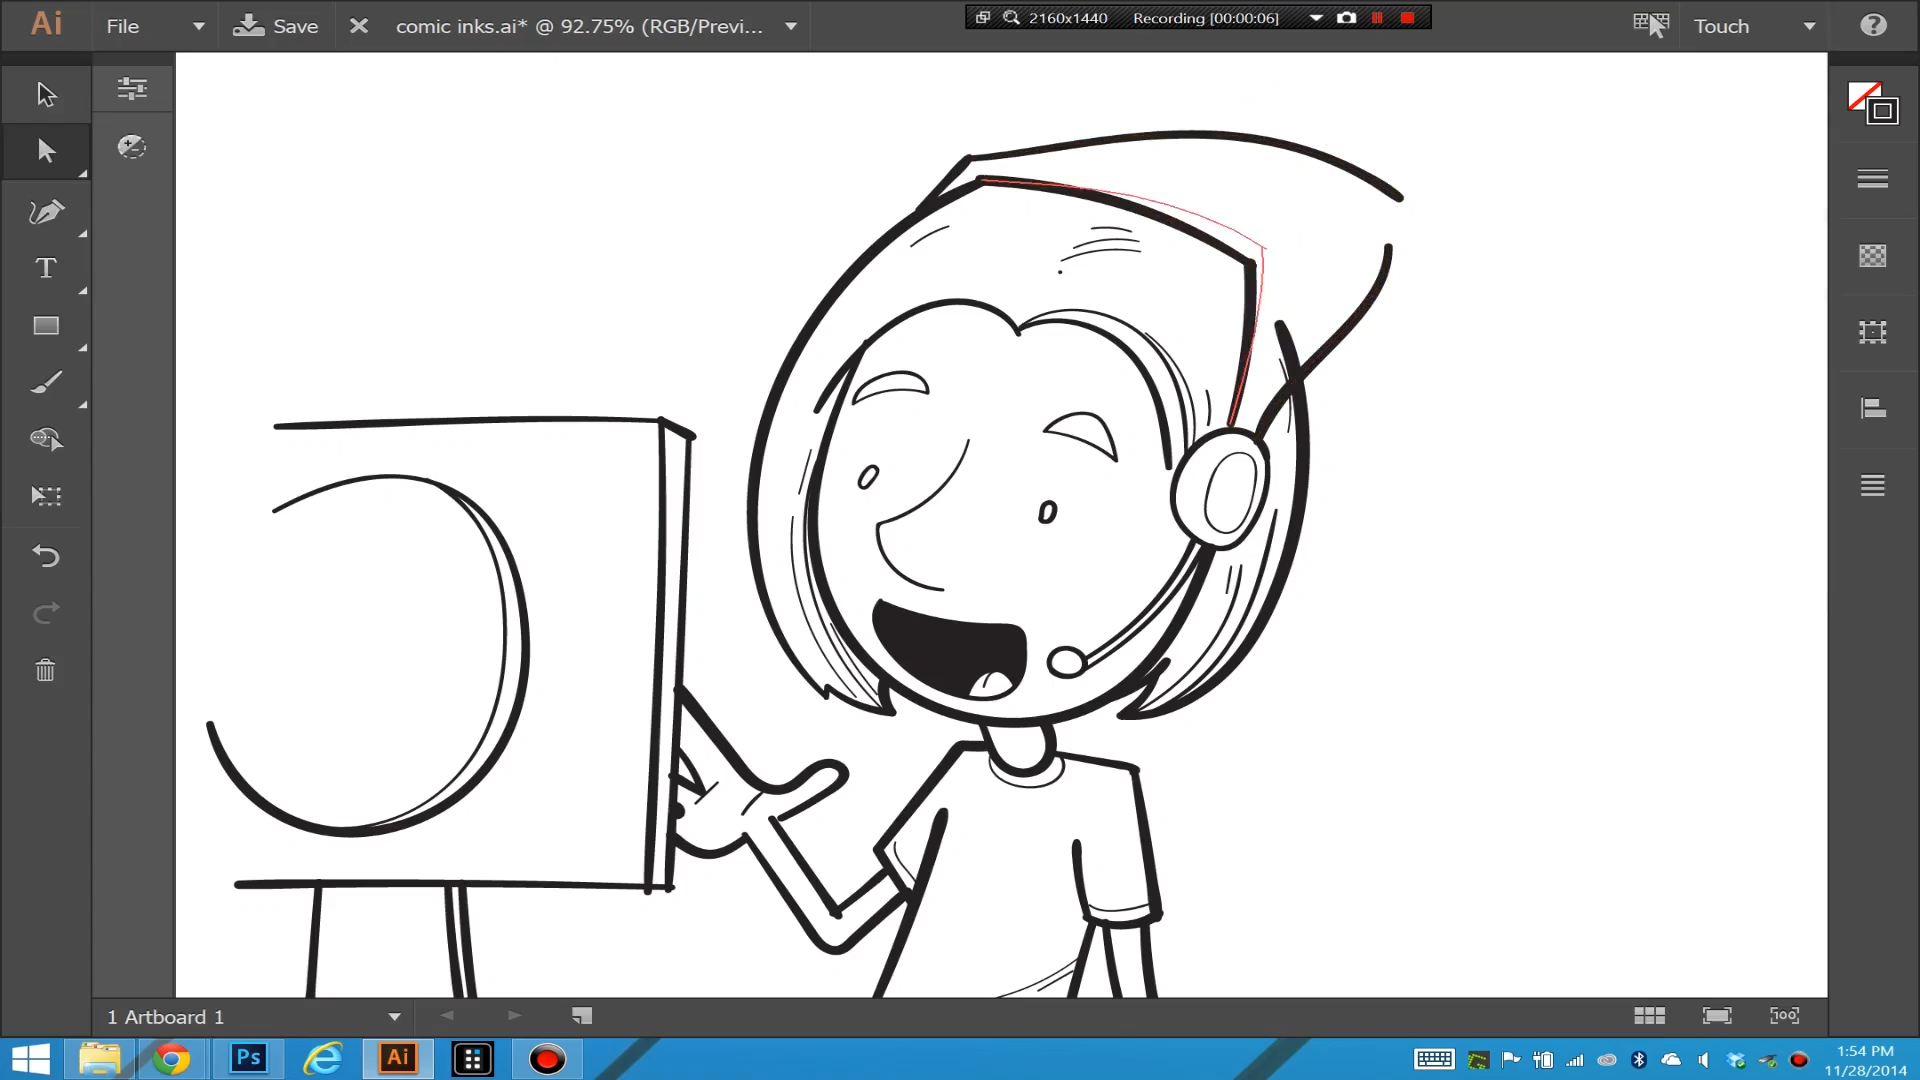 Ai File Save comic inks.ai* @ 92.75% (RGB/Previ... 2160x1440 Recording [00:00:06] Touch ?
T
1 Artboard 1
Ps Ai 1:54 PM
11/28/2014